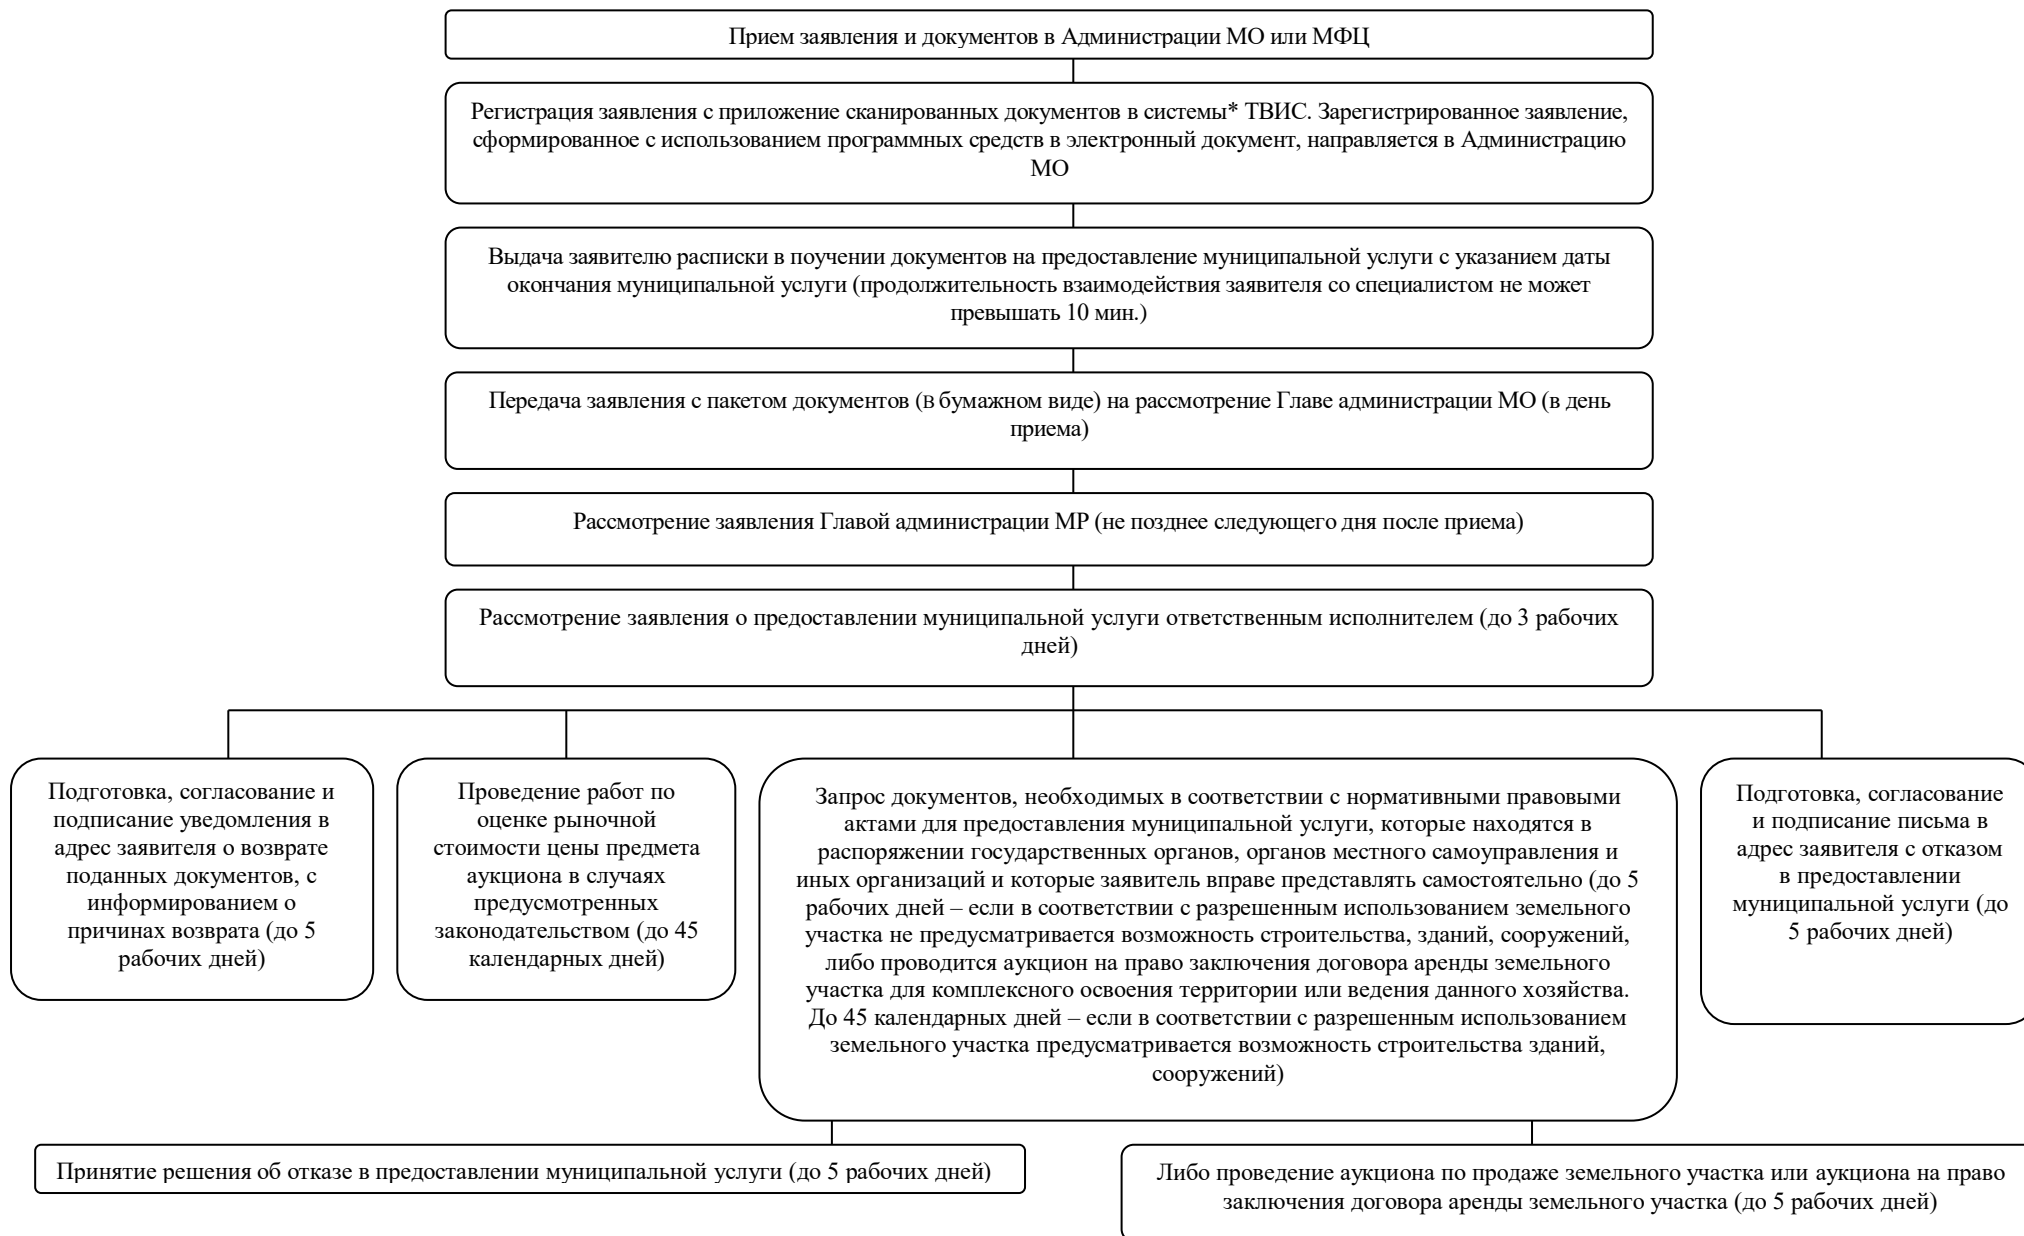 Прием заявления и документов в Администрации МО или МФЦ
Регистрация заявления с приложение сканированных документов в системы* ТВИС. Зарегистрированное заявление,
сформированное с использованием программных средств в электронный документ, направляется в Администрацию
МО
Выдача заявителю расписки в поучении документов на предоставление муниципальной услуги с указанием даты
окончания муниципальной услуги (продолжительность взаимодействия заявителя со специалистом не может
превышать 10 мин.)
Передача заявления с пакетом документов (в бумажном виде) на рассмотрение Главе администрации МО (в день
приема)
Рассмотрение заявления Главой администрации МР (не позднее следующего дня после приема)
Рассмотрение заявления о предоставлении муниципальной услуги ответственным исполнителем (до 3 рабочих
дней)
Подготовка, согласование и
подписание уведомления в
адрес заявителя о возврате
поданных документов, с
информированием о
причинах возврата (до 5
рабочих дней)
Проведение работ по
оценке рыночной
стоимости цены предмета
аукциона в случаях
предусмотренных
законодательством (до 45
календарных дней)
Запрос документов, необходимых в соответствии с нормативными правовыми
актами для предоставления муниципальной услуги, которые находятся в
распоряжении государственных органов, органов местного самоуправления и
иных организаций и которые заявитель вправе представлять самостоятельно (до 5
рабочих дней – если в соответствии с разрешенным использованием земельного
участка не предусматривается возможность строительства, зданий, сооружений,
либо проводится аукцион на право заключения договора аренды земельного
участка для комплексного освоения территории или ведения данного хозяйства.
До 45 календарных дней – если в соответствии с разрешенным использованием
земельного участка предусматривается возможность строительства зданий,
сооружений)
Подготовка, согласование
и подписание письма в
адрес заявителя с отказом
в предоставлении
муниципальной услуги (до
5 рабочих дней)
Принятие решения об отказе в предоставлении муниципальной услуги (до 5 рабочих дней)
Либо проведение аукциона по продаже земельного участка или аукциона на право
заключения договора аренды земельного участка (до 5 рабочих дней)